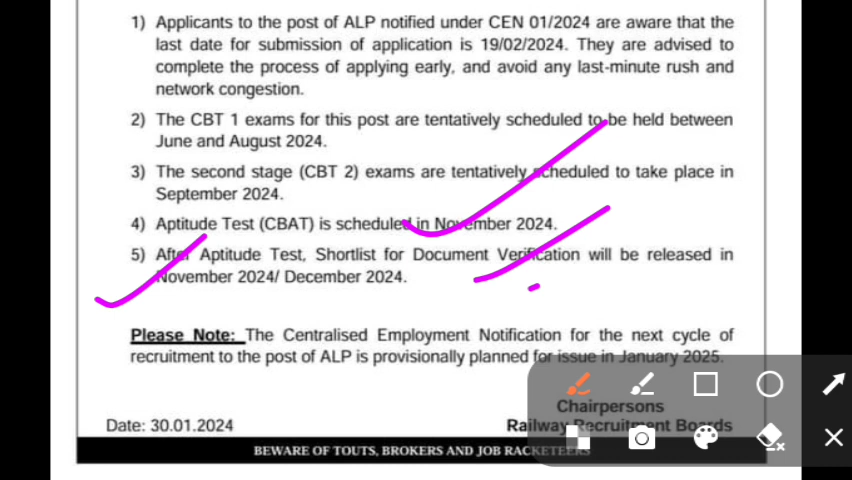 1) Applicants to the post of ALP notified under CEN 01/2024 are aware that the
last date for submission of application is 19/02/2024. They are advised to
complete the process of applying early, and avoid any last-minute rush and
network congestion.
2) The CBT 1 exams for this post are tentatively scheduled to be held between
June and August 2024.
3) The second stage (CBT 2) exams are tentatively scheduled to take place in
September 2024.
4) Aptitude Test (CBAT) is scheduled in November 2024.
5) After Aptitude Test, Shortlist for Document Verification will be released in
November 2024/ December 2024.
Please Note: The Centralised Employment Notification for the next cycle of
recruitment to the post of ALP is provisionally planned for issue in January 2025.
Chairpersons
Date: 30.01.2024 Railway Recruitment Boards
BEWARE OF TOUTS, BROKERS AND JOB RACKETEERS